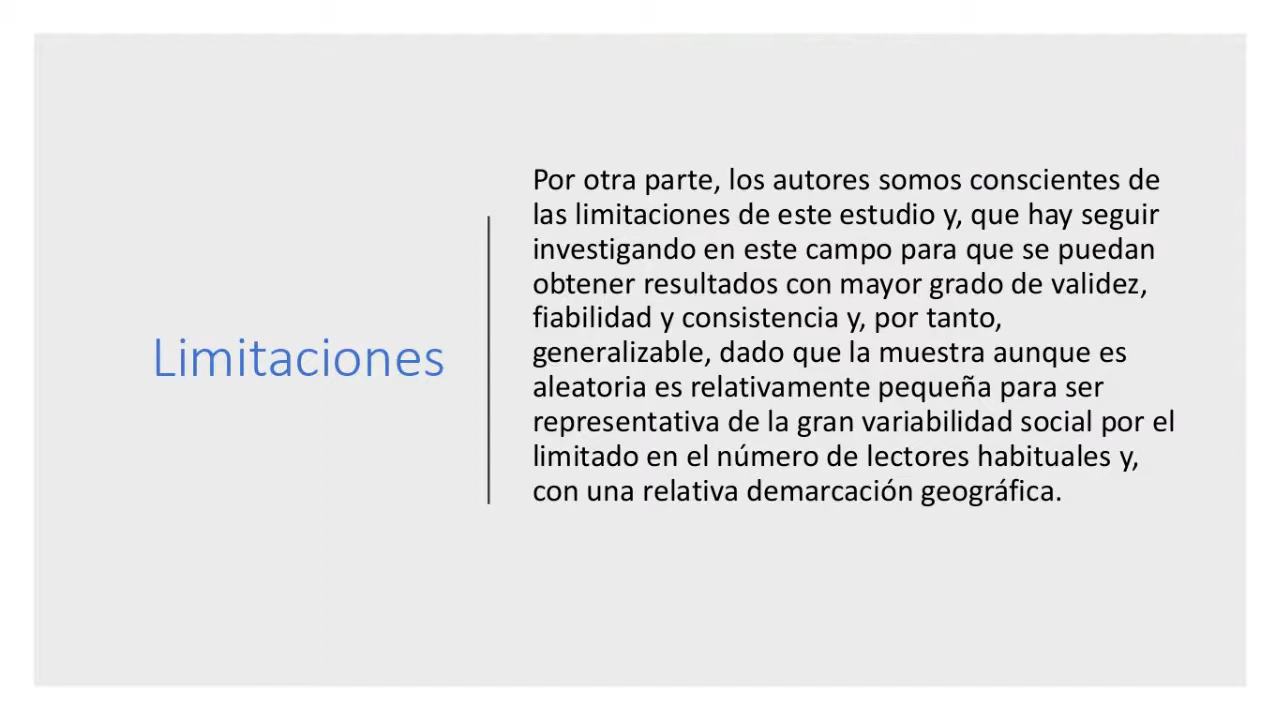 Limitaciones
Por otra parte, los autores somos conscientes de
las limitaciones de este estudio y, que hay seguir
investigando en este campo para que se puedan
obtener resultados con mayor grado de validez,
fiabilidad y consistencia y, por tanto,
generalizable, dado que la muestra aunque es
aleatoria es relativamente pequeña para ser
representativa de la gran variabilidad social por el
limitado en el número de lectores habituales y,
con una relativa demarcación geográfica.